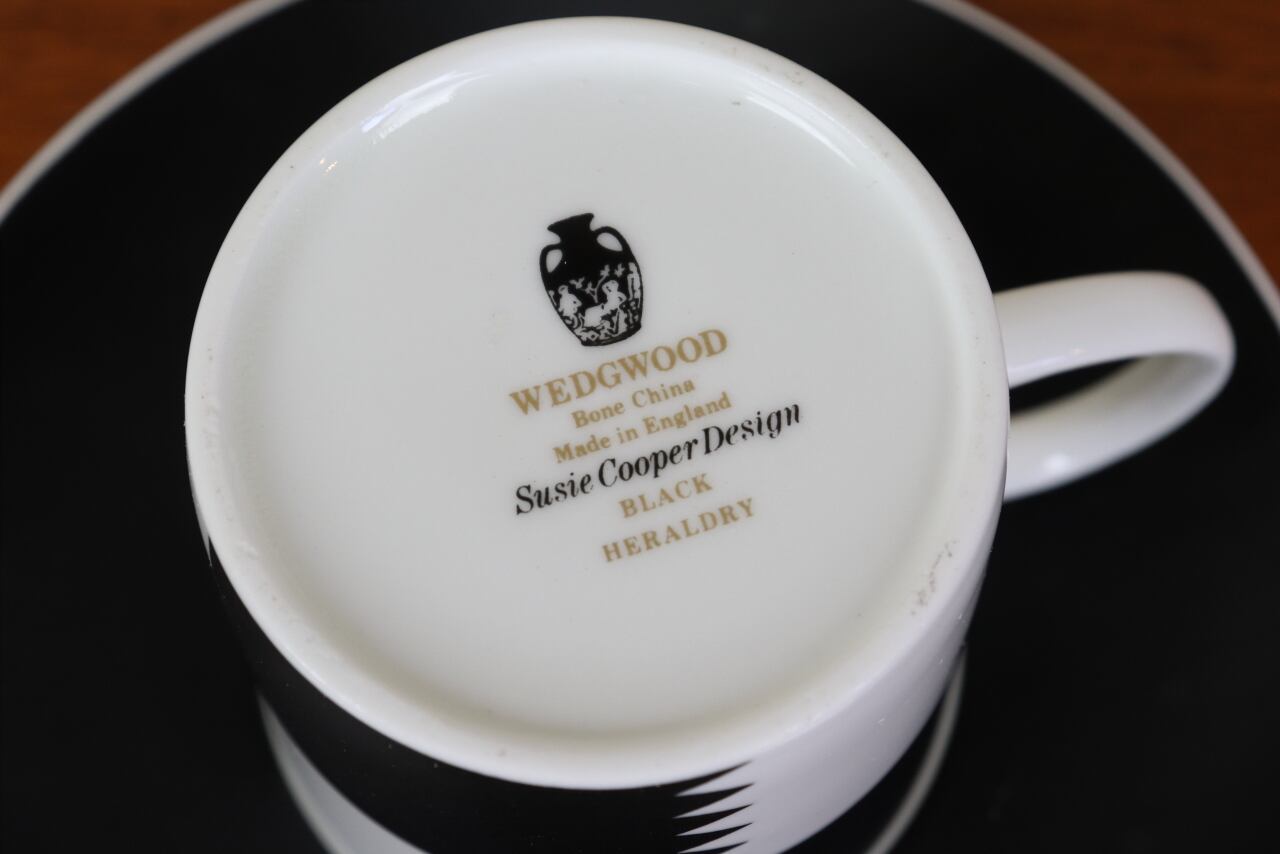 WEDGWOOD
Bone China
Made in England
Susie Cooper Design
BLACK
HERALDRY